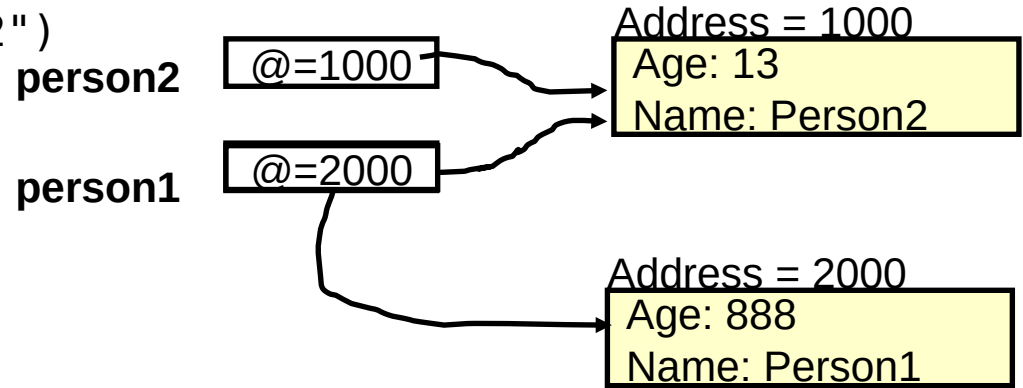 2")
Address = 1000
person2
@=1000
Age: 13
Name: Person2
person1
@=2000
Address = 2000
Age: 888
Name: Person1